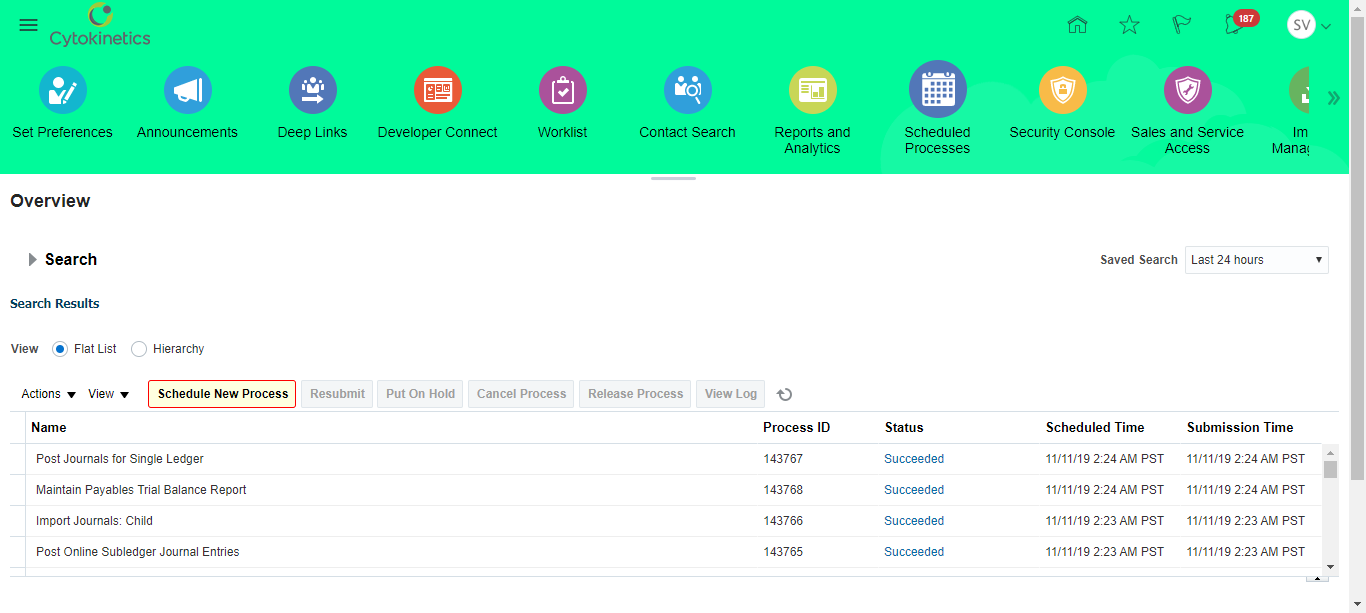 Cytokinetics
187
SV
Set Preferences
Announcements
Deep Links
Developer Connect
Worklist
Contact Search
Reports and
Analytics
Scheduled
Processes
Security Console
Sales and Service
Access
Im
Manag
Overview
Search
Saved Search Last 24 hours
Search Results
View Flat List Hierarchy
Actions View Schedule New Process Resubmit Put On Hold Cancel Process Release Process View Log
Name Process ID Status Scheduled Time Submission Time
Post Journals for Single Ledger 143767 Succeeded 11/11/19 2:24 AM PST 11/11/19 2:24 AM PST
Maintain Payables Trial Balance Report 143768 Succeeded 11/11/19 2:24 AM PST 11/11/19 2:24 AM PST
Import Journals: Child 143766 Succeeded 11/11/19 2:23 AM PST 11/11/19 2:23 AM PST
Post Online Subledger Journal Entries 143765 Succeeded 11/11/19 2:23 AM PST 11/11/19 2:23 AM PST